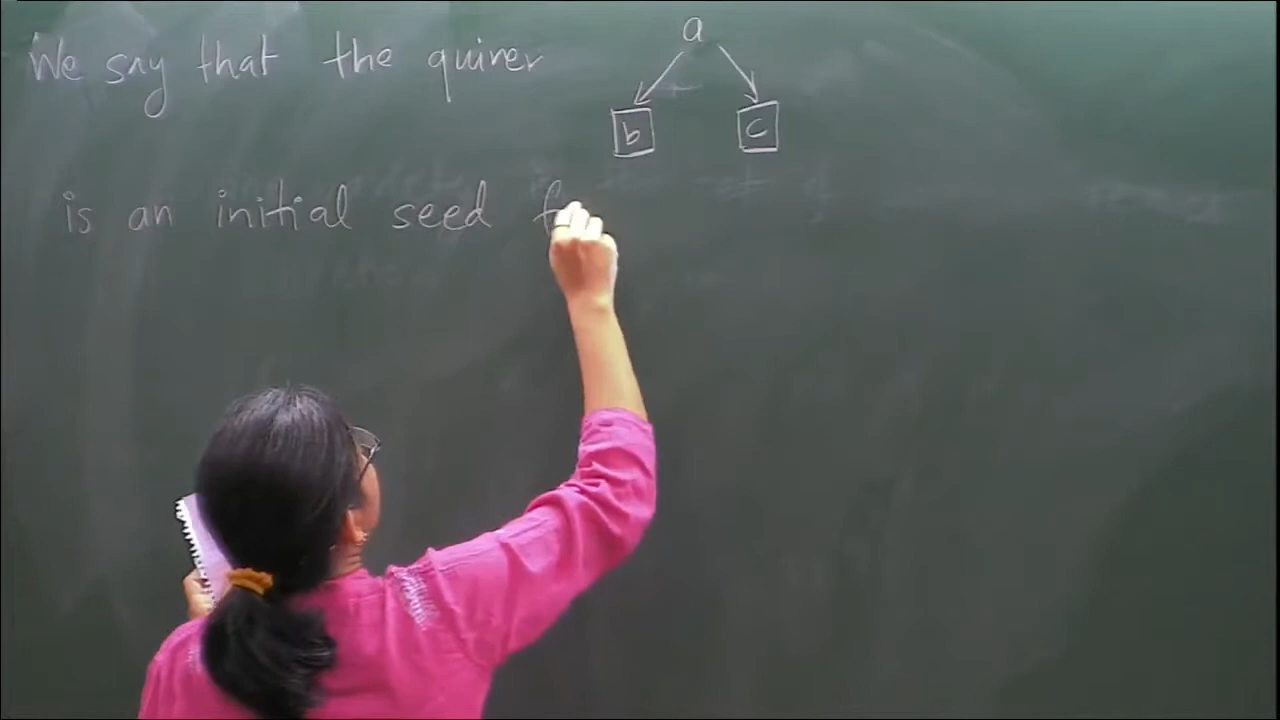 We say that the quiver
a
b c
is an initial seed f